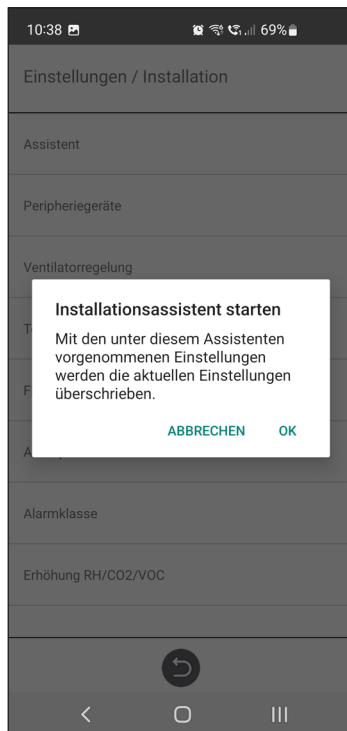 10:38 69%
Einstellungen / Installation
Assistent
Peripheriegeräte
Ventilatorregelung
Installationsassistent starten
Mit den unter diesem Assistenten
vorgenommenen Einstellungen
werden die aktuellen Einstellungen
überschrieben.
ABBRECHEN OK
Alarmklasse
Erhöhung RH/CO2/VOC